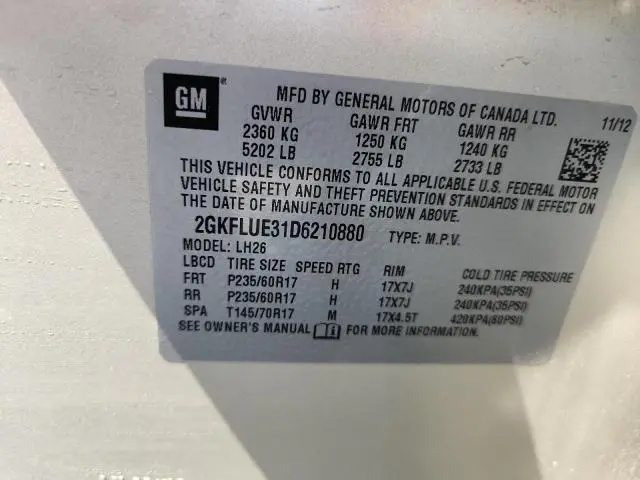 GM
MFD BY GENERAL MOTORS OF CANADA LTD.
11/12
GVWR GAWR FRT GAWR RR
2360 KG 1250 KG 1240 KG
5202 LB 2755 LB 2733 LB
THIS VEHICLE CONFORMS TO ALL APPLICABLE U.S. FEDERAL MOTOR
VEHICLE SAFETY AND THEFT PREVENTION STANDARDS IN EFFECT ON
THE DATE OF MANUFACTURE SHOWN ABOVE.
2GKFLUE31D6210880 TYPE: M.P.V.
MODEL: LH26
LBCD TIRE SIZE SPEED RTG RIM COLD TIRE PRESSURE
FRT P235/60R17 H 17X7J 240KPA(35PSI)
RR P235/60R17 H 17X7J 240KPA(35PSI)
SPA T145/70R17 M 17X4.5T 420KPA(60PSI)
SEE OWNER'S MANUAL FOR MORE INFORMATION.